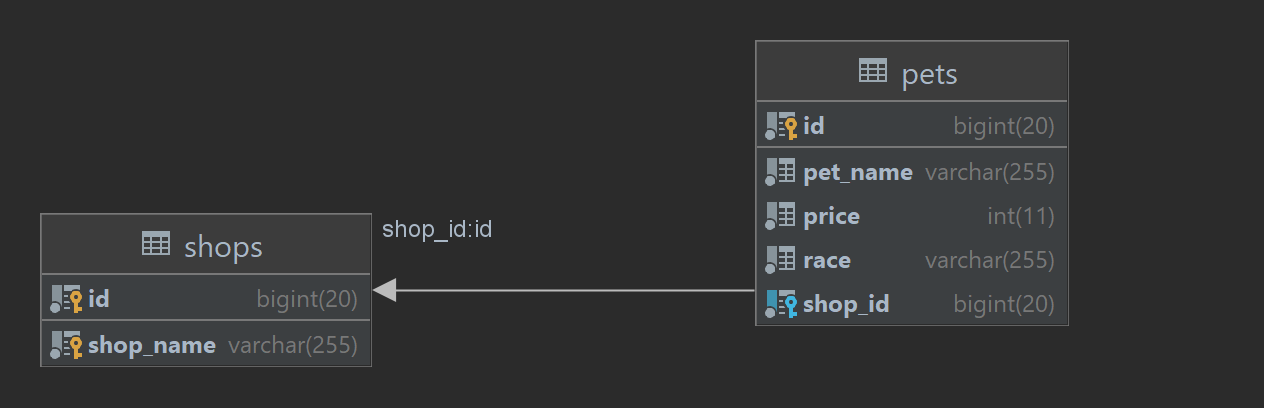 pets
id bigint(20)
pet_name varchar(255)
price int(11)
race varchar(255)
shop_id bigint(20)
shop_id:id
shops
id bigint(20)
shop_name varchar(255)